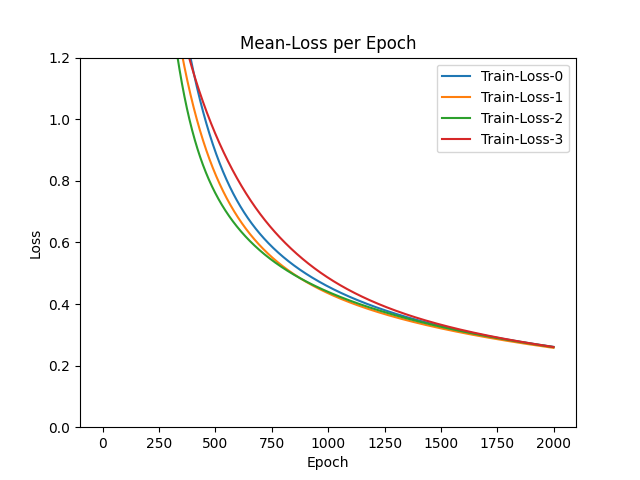 Mean-Loss per Epoch
Train-Loss-0
Train-Loss-1
Train-Loss-2
Train-Loss-3
1.2
1.0
0.8
0.6
0.4
0.2
0.0
Loss
0 250 500 750 1000 1250 1500 1750 2000
Epoch